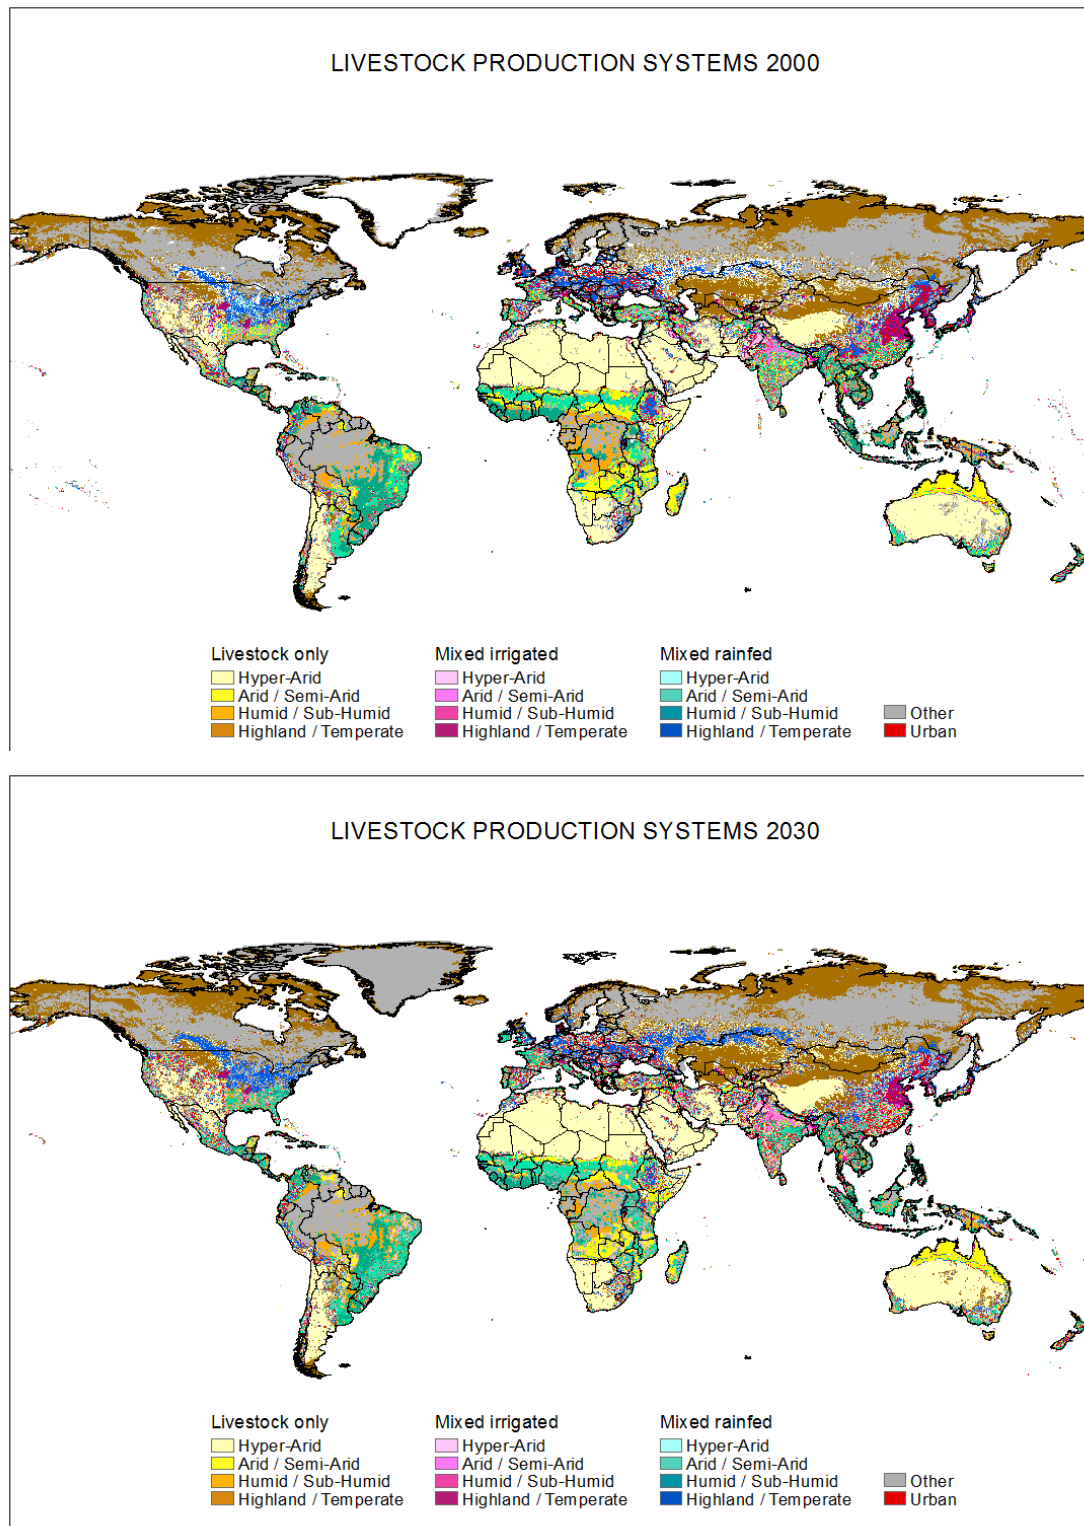 LIVESTOCK PRODUCTION SYSTEMS 2000
Livestock only
Hyper-Arid
Arid / Semi-Arid
Humid / Sub-Humid
Highland / Temperate
Mixed irrigated
Hyper-Arid
Arid / Semi-Arid
Humid / Sub-Humid
Highland / Temperate
Mixed rainfed
Hyper-Arid
Arid / Semi-Arid
Humid / Sub-Humid
Highland / Temperate
Other
Urban
LIVESTOCK PRODUCTION SYSTEMS 2030
Livestock only
Hyper-Arid
Arid / Semi-Arid
Humid / Sub-Humid
Highland / Temperate
Mixed irrigated
Hyper-Arid
Arid / Semi-Arid
Humid / Sub-Humid
Highland / Temperate
Mixed rainfed
Hyper-Arid
Arid / Semi-Arid
Humid / Sub-Humid
Highland / Temperate
Other
Urban